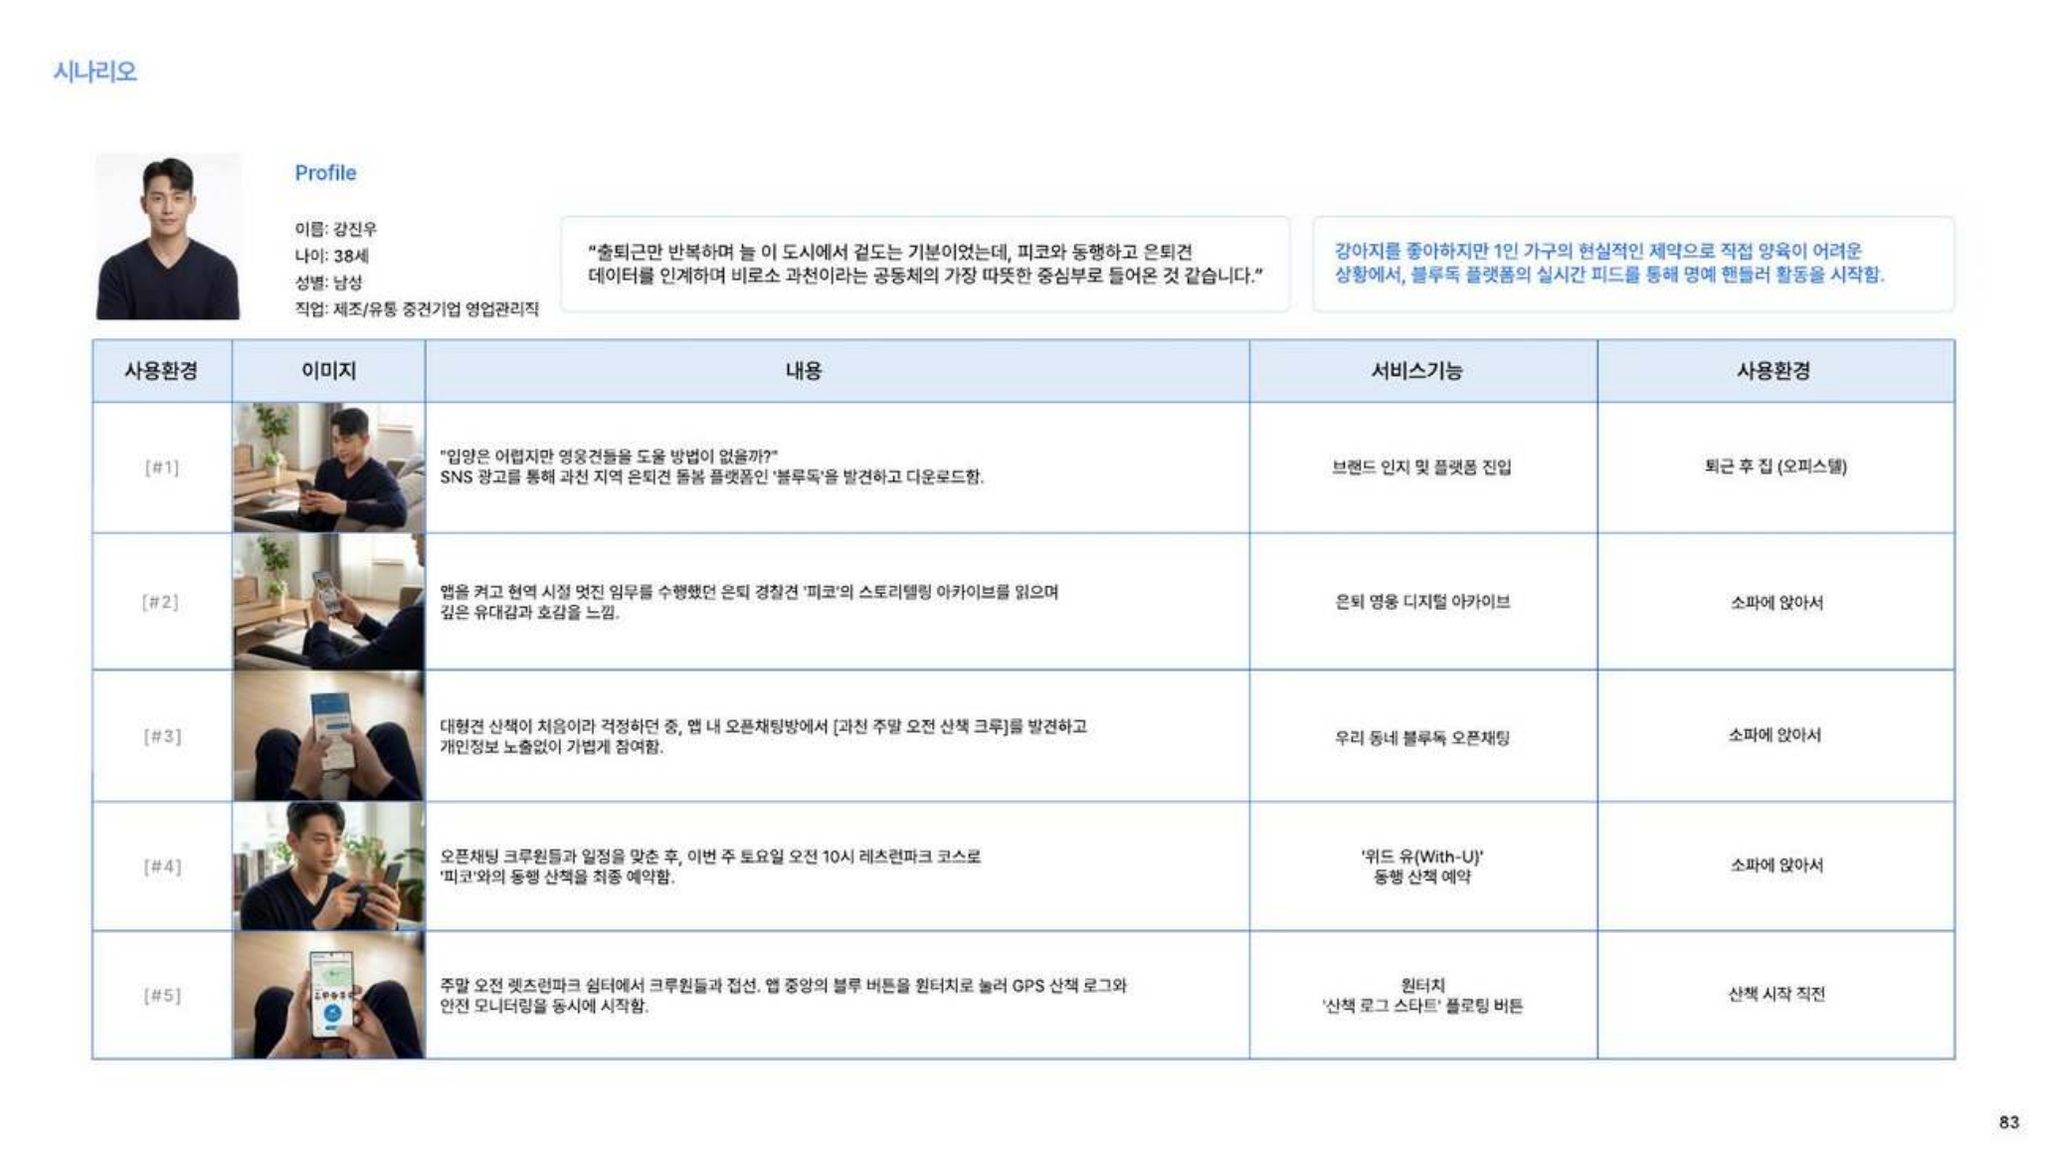 시나리오
Profile
이름: 강진우
나이: 38세
성별: 남성
직업: 제조/유통 중견기업 영업관리직
“출퇴근만 반복하며 늘 이 도시에서 겉도는 기분이었는데, 피코와 동행하고 은퇴견
데이터를 인계하며 비로소 과천이라는 공동체의 가장 따뜻한 중심부로 들어온 것 같습니다.”
강아지를 좋아하지만 1인 가구의 현실적인 제약으로 직접 양육이 어려운
상황에서, 블루독 플랫폼의 실시간 피드를 통해 명예 핸들러 활동을 시작함.
사용환경 이미지 내용 서비스기능 사용환경
[#1]
"입양은 어렵지만 영웅견들을 도울 방법이 없을까?"
SNS 광고를 통해 과천 지역 은퇴견 돌봄 플랫폼인 '블루독'을 발견하고 다운로드함.
브랜드 인지 및 플랫폼 진입
퇴근 후 집 (오피스텔)
[#2]
앱을 켜고 현역 시절 멋진 임무를 수행했던 은퇴 경찰견 '피코'의 스토리텔링 아카이브를 읽으며
깊은 유대감과 호감을 느낌.
은퇴 영웅 디지털 아카이브
소파에 앉아서
[#3]
대형견 산책이 처음이라 걱정하던 중, 앱 내 오픈채팅방에서 [과천 주말 오전 산책 크루]를 발견하고
개인정보 노출없이 가볍게 참여함.
우리 동네 블루독 오픈채팅
소파에 앉아서
[#4]
오픈채팅 크루원들과 일정을 맞춘 후, 이번 주 토요일 오전 10시 레츠런파크 코스로
'피코'와의 동행 산책을 최종 예약함.
'위드 유(With-U)'
동행 산책 예약
소파에 앉아서
[#5]
주말 오전 렛츠런파크 쉼터에서 크루원들과 접선. 앱 중앙의 블루 버튼을 원터치로 눌러 GPS 산책 로그와
안전 모니터링을 동시에 시작함.
원터치
'산책 로그 스타트' 플로팅 버튼
산책 시작 직전
83